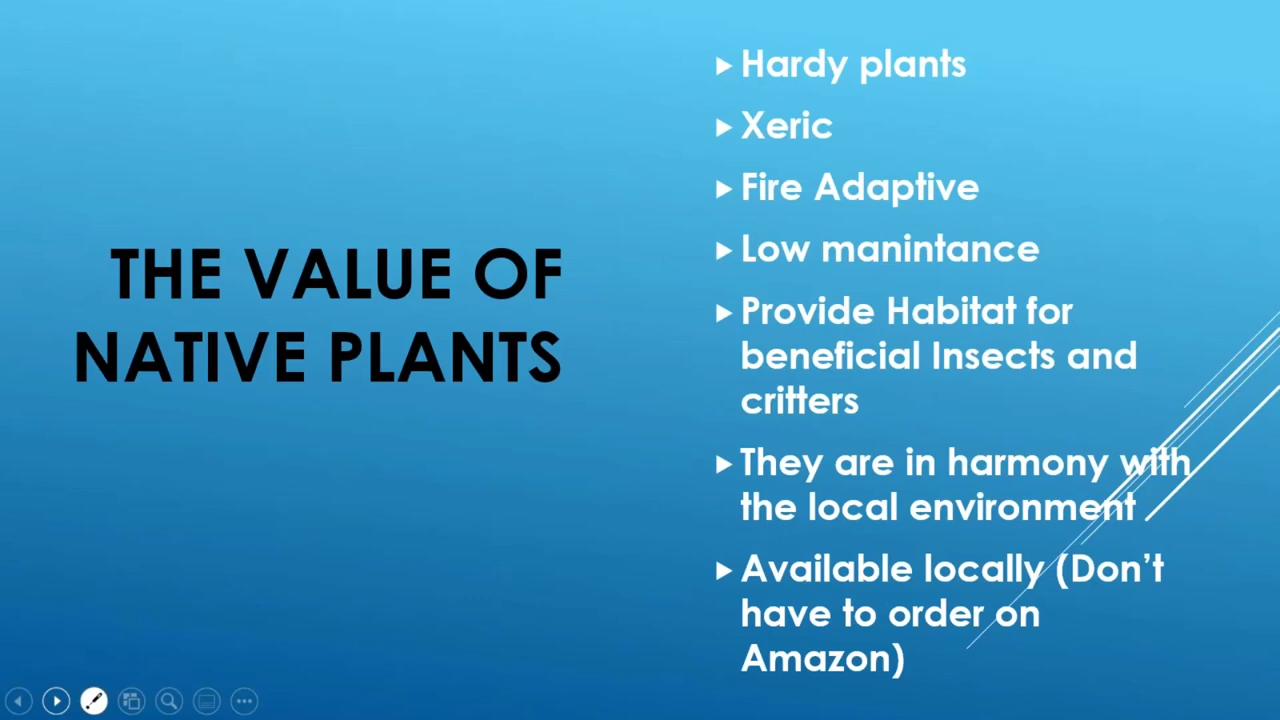 THE VALUE OF
NATIVE PLANTS
Hardy plants
Xeric
Fire Adaptive
Low manintance
Provide Habitat for
beneficial Insects and
critters
They are in harmony with
the local environment
Available locally (Don't
have to order on
Amazon)